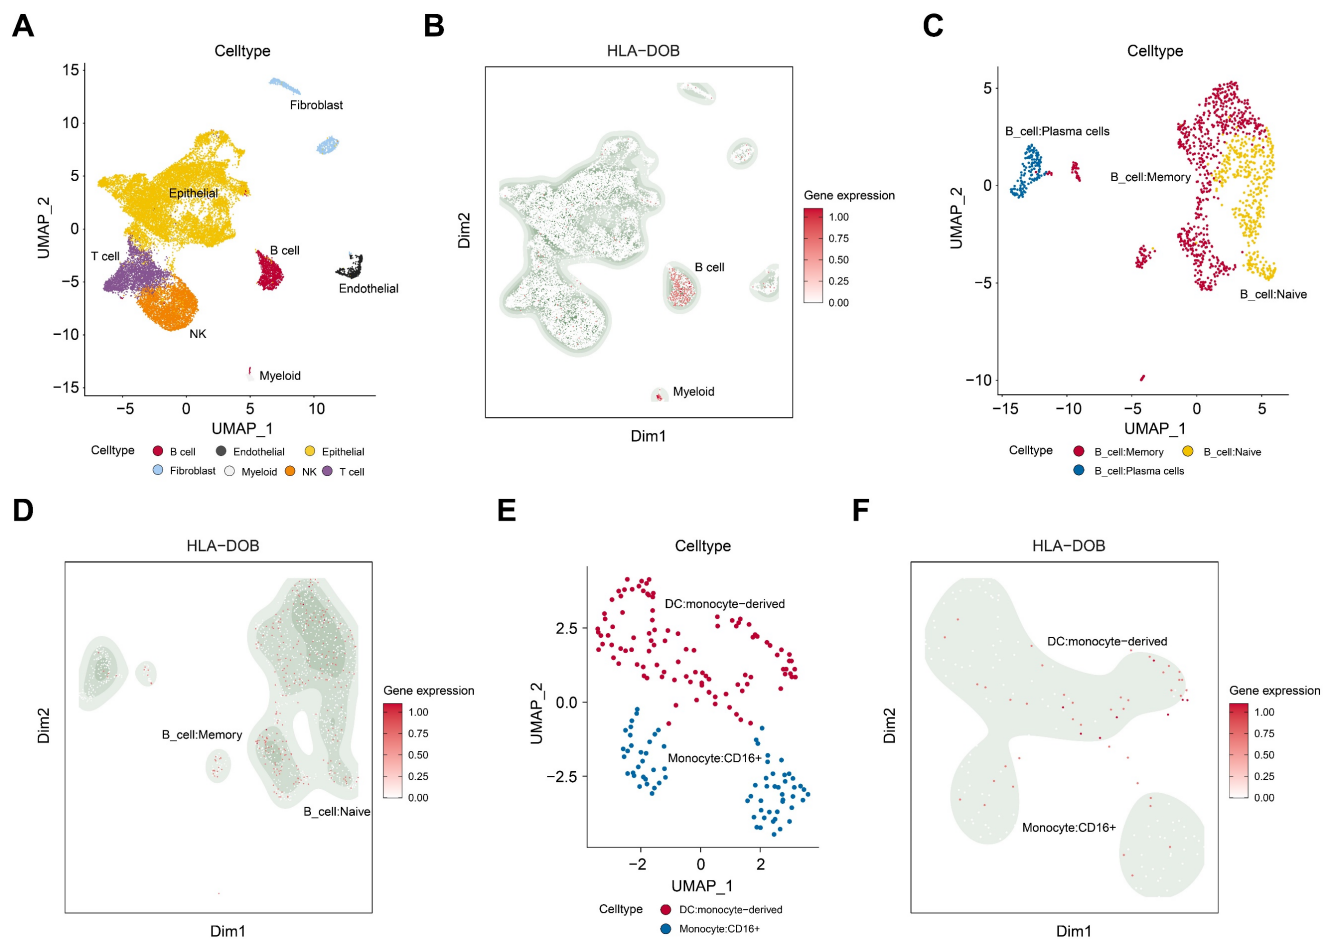 A
Celltype
15
10
5
0
−5
−10
−15
UMAP_2
Fibroblast
Epithelial
T cell
B cell
Endothelial
NK
Myeloid
−5
0
5
10
UMAP_1
Celltype
B cell
Endothelial
Epithelial
Fibroblast
Myeloid
NK
T cell
B
HLA−DOB
Dim2
B cell
Myeloid
Dim1
Gene expression
1.00
0.75
0.50
0.25
0.00
C
Celltype
5
0
−5
−10
UMAP_2
B_cell:Plasma cells
B_cell:Memory
B_cell:Naive
−15
−10
−5
0
5
UMAP_1
Celltype
B_cell:Memory
B_cell:Naive
B_cell:Plasma cells
D
HLA−DOB
Dim2
B_cell:Memory
B_cell:Naive
Dim1
Gene expression
1.00
0.75
0.50
0.25
0.00
E
Celltype
2.5
0.0
−2.5
UMAP_2
DC:monocyte−derived
Monocyte:CD16+
−2
0
2
UMAP_1
Celltype
DC:monocyte−derived
Monocyte:CD16+
F
HLA−DOB
Dim2
DC:monocyte−derived
Monocyte:CD16+
Dim1
Gene expression
1.00
0.75
0.50
0.25
0.00